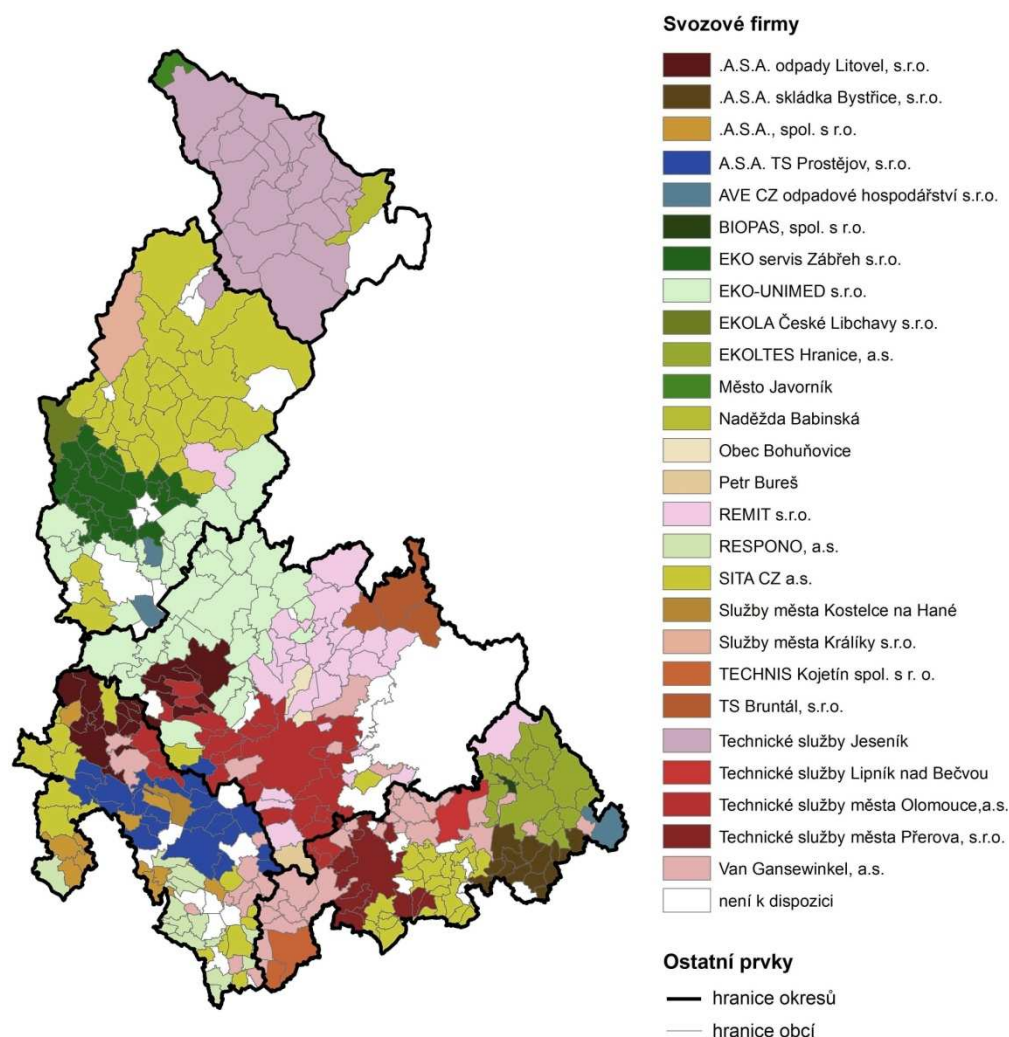 Svozové firmy
.A.S.A. odpady Litovel, s.r.o.
.A.S.A. skládka Bystřice, s.r.o.
.A.S.A., spol. s r.o.
A.S.A. TS Prostějov, s.r.o.
AVE CZ odpadové hospodářství s.r.o.
BIOPAS, spol. s r.o.
EKO servis Zábřeh s.r.o.
EKO-UNIMED s.r.o.
EKOLA České Libchavy s.r.o.
EKOLTES Hranice, a.s.
Město Javorník
Naděžda Babinská
Obec Bohuňovice
Petr Bureš
REMIT s.r.o.
RESPONO, a.s.
SITA CZ a.s.
Služby města Kostelce na Hané
Služby města Králíky s.r.o.
TECHNIS Kojetín spol. s r. o.
TS Bruntál, s.r.o.
Technické služby Jeseník
Technické služby Lipník nad Bečvou
Technické služby města Olomouce,a.s.
Technické služby města Přerova, s.r.o.
Van Gansewinkel, a.s.
není k dispozici
Ostatní prvky
hranice okresů
hranice obcí